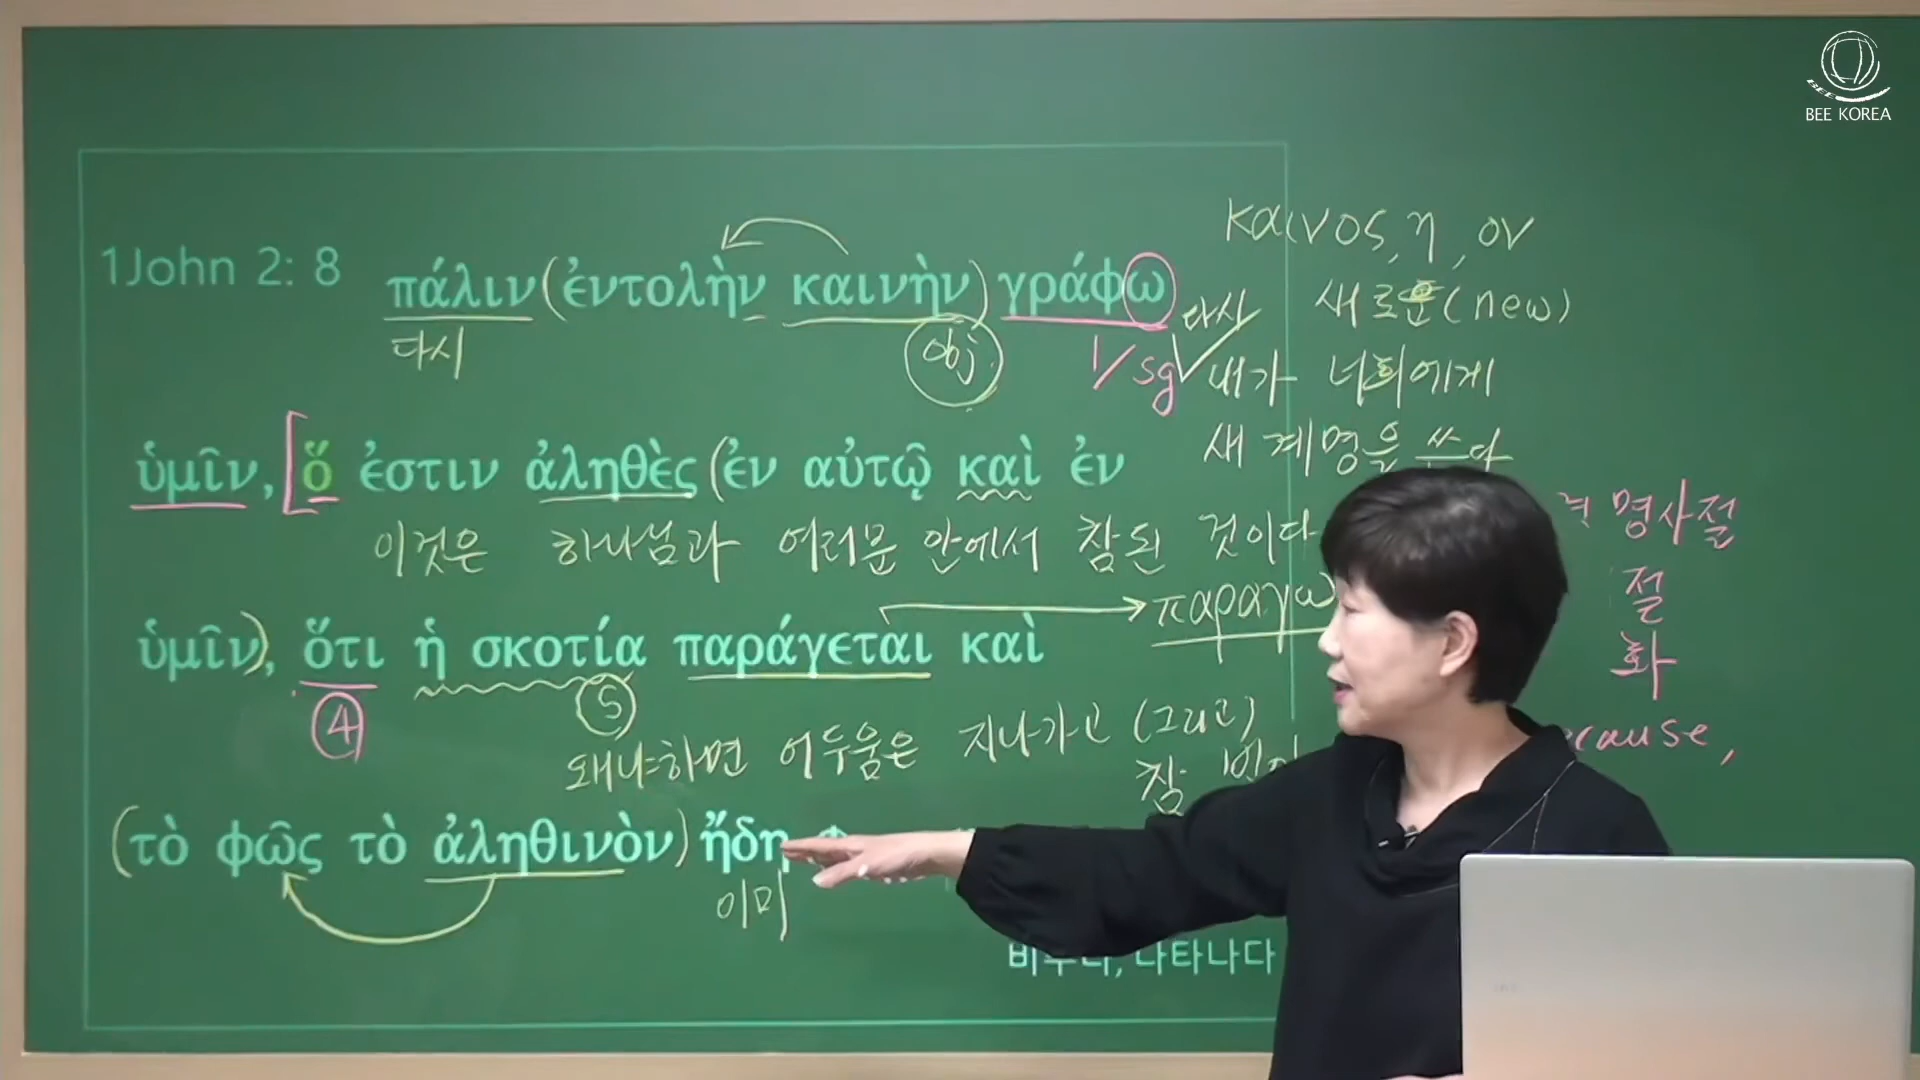 BEE KOREA
1John 2: 8
πάλιν (ἐντολὴν καινὴν) γράφω
καινος, η, ον
새로운(new)
다시
obj
1/sg
다시
내가 너희에게
새 계명을 쓰다
ὑμῖν, [ὅ ἐστιν ἀληθὲς (ἐν αὐτῷ καὶ ἐν
명사절
이것은 하나님과 여러분 안에서 참된 것이다
절
παραγω
ὑμῖν), ὅτι ἡ σκοτία παράγεται καὶ
화
4
5
왜냐하면 어두움은 지나가고 (그리고)
참
(τὸ φῶς τὸ ἀληθινὸν) ἤδη
이미
나타나다